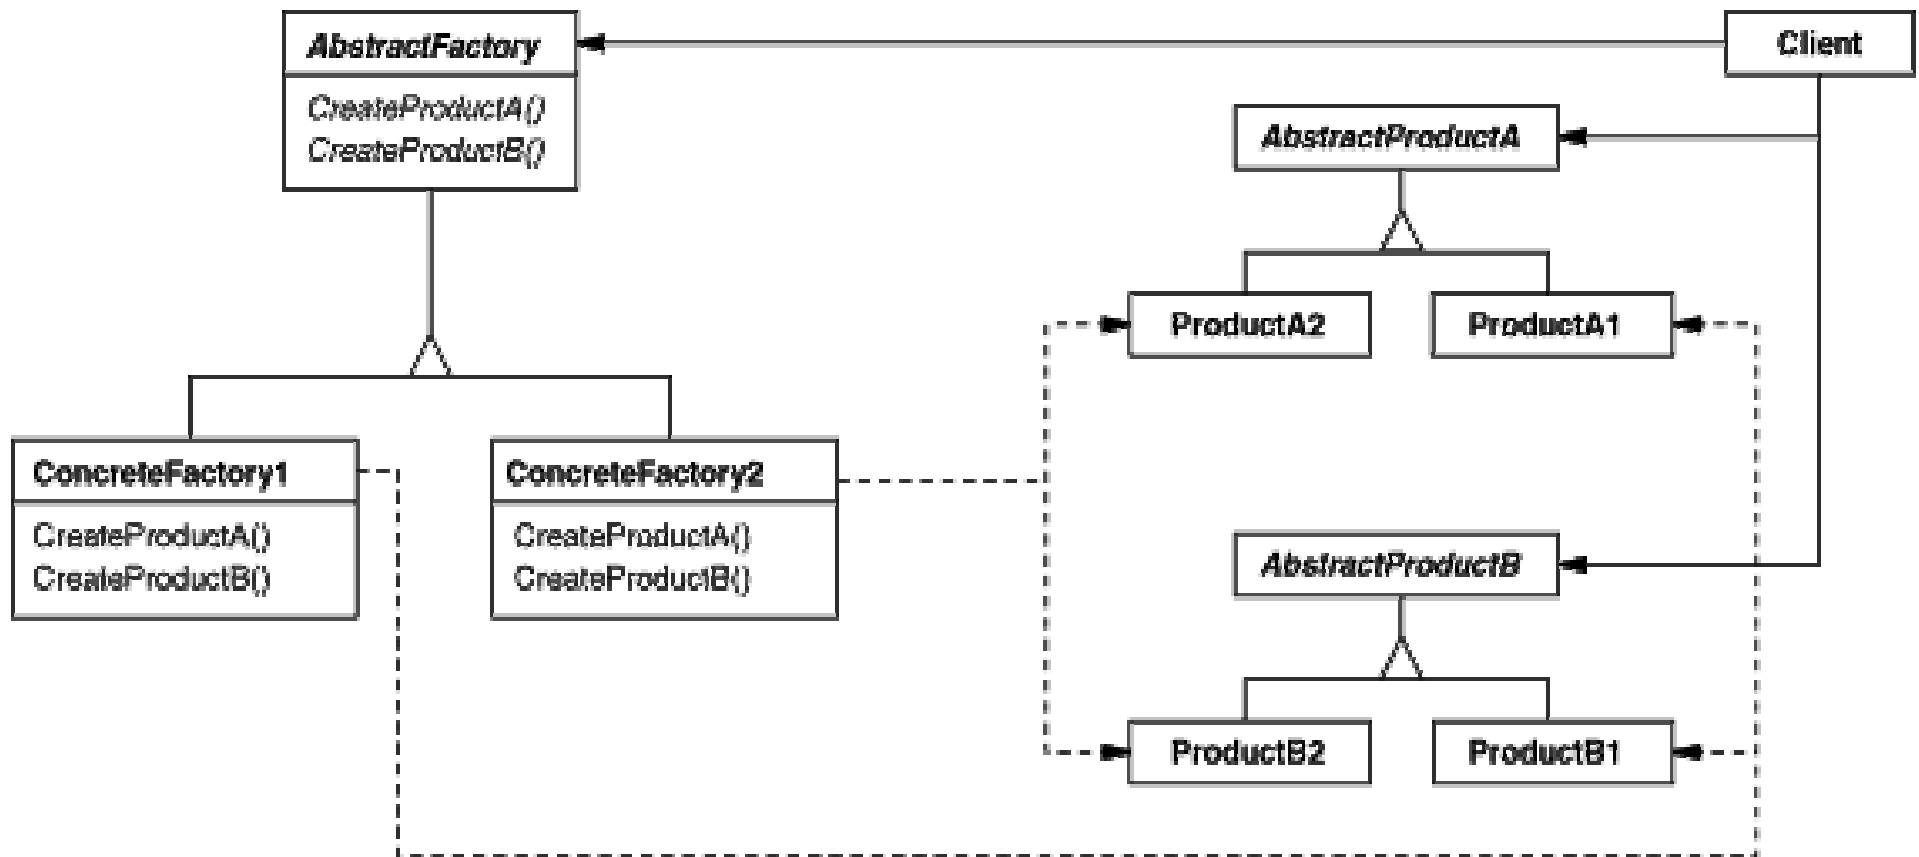 AbstractFactory
CreateProductA()
CreateProductB()
Client
AbstractProductA
ProductA2
ProductA1
ConcreteFactory1
CreateProductA()
CreateProductB()
ConcreteFactory2
CreateProductA()
CreateProductB()
AbstractProductB
ProductB2
ProductB1